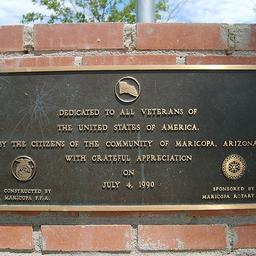 DEDICATED TO ALL VETERANS OF
THE UNITED STATES OF AMERICA,
BY THE CITIZENS OF THE COMMUNITY OF MARICOPA, ARIZONA
WITH GRATEFUL APPRECIATION
ON
JULY 4, 1990
CONSTRUCTED BY
MARICOPA F.F.A.
SPONSORED BY
MARICOPA ROTARY